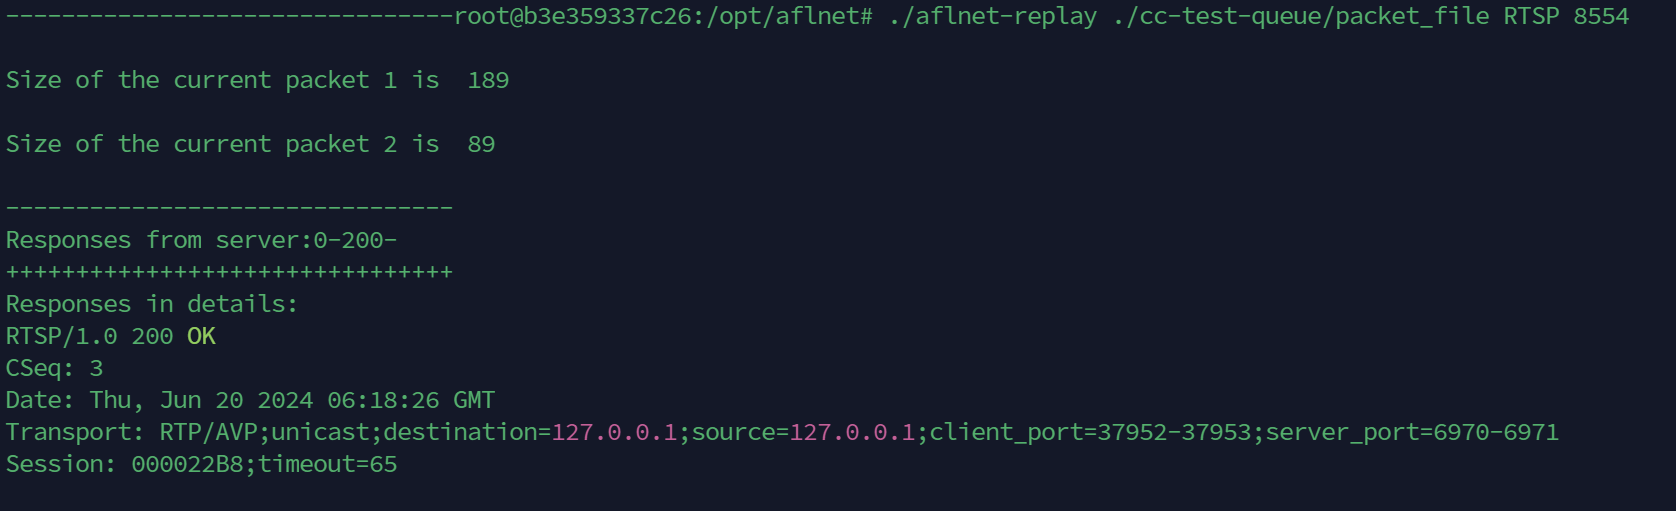 --------------------------------root@b3e359337c26:/opt/aflnet# ./aflnet-replay ./cc-test-queue/packet_file RTSP 8554
Size of the current packet 1 is  189
Size of the current packet 2 is  89
--------------------------------
Responses from server:0-200-
++++++++++++++++++++++++++++++++
Responses in details:
RTSP/1.0 200 OK
CSeq: 3
Date: Thu, Jun 20 2024 06:18:26 GMT
Transport: RTP/AVP;unicast;destination=127.0.0.1;source=127.0.0.1;client_port=37952-37953;server_port=6970-6971
Session: 000022B8;timeout=65